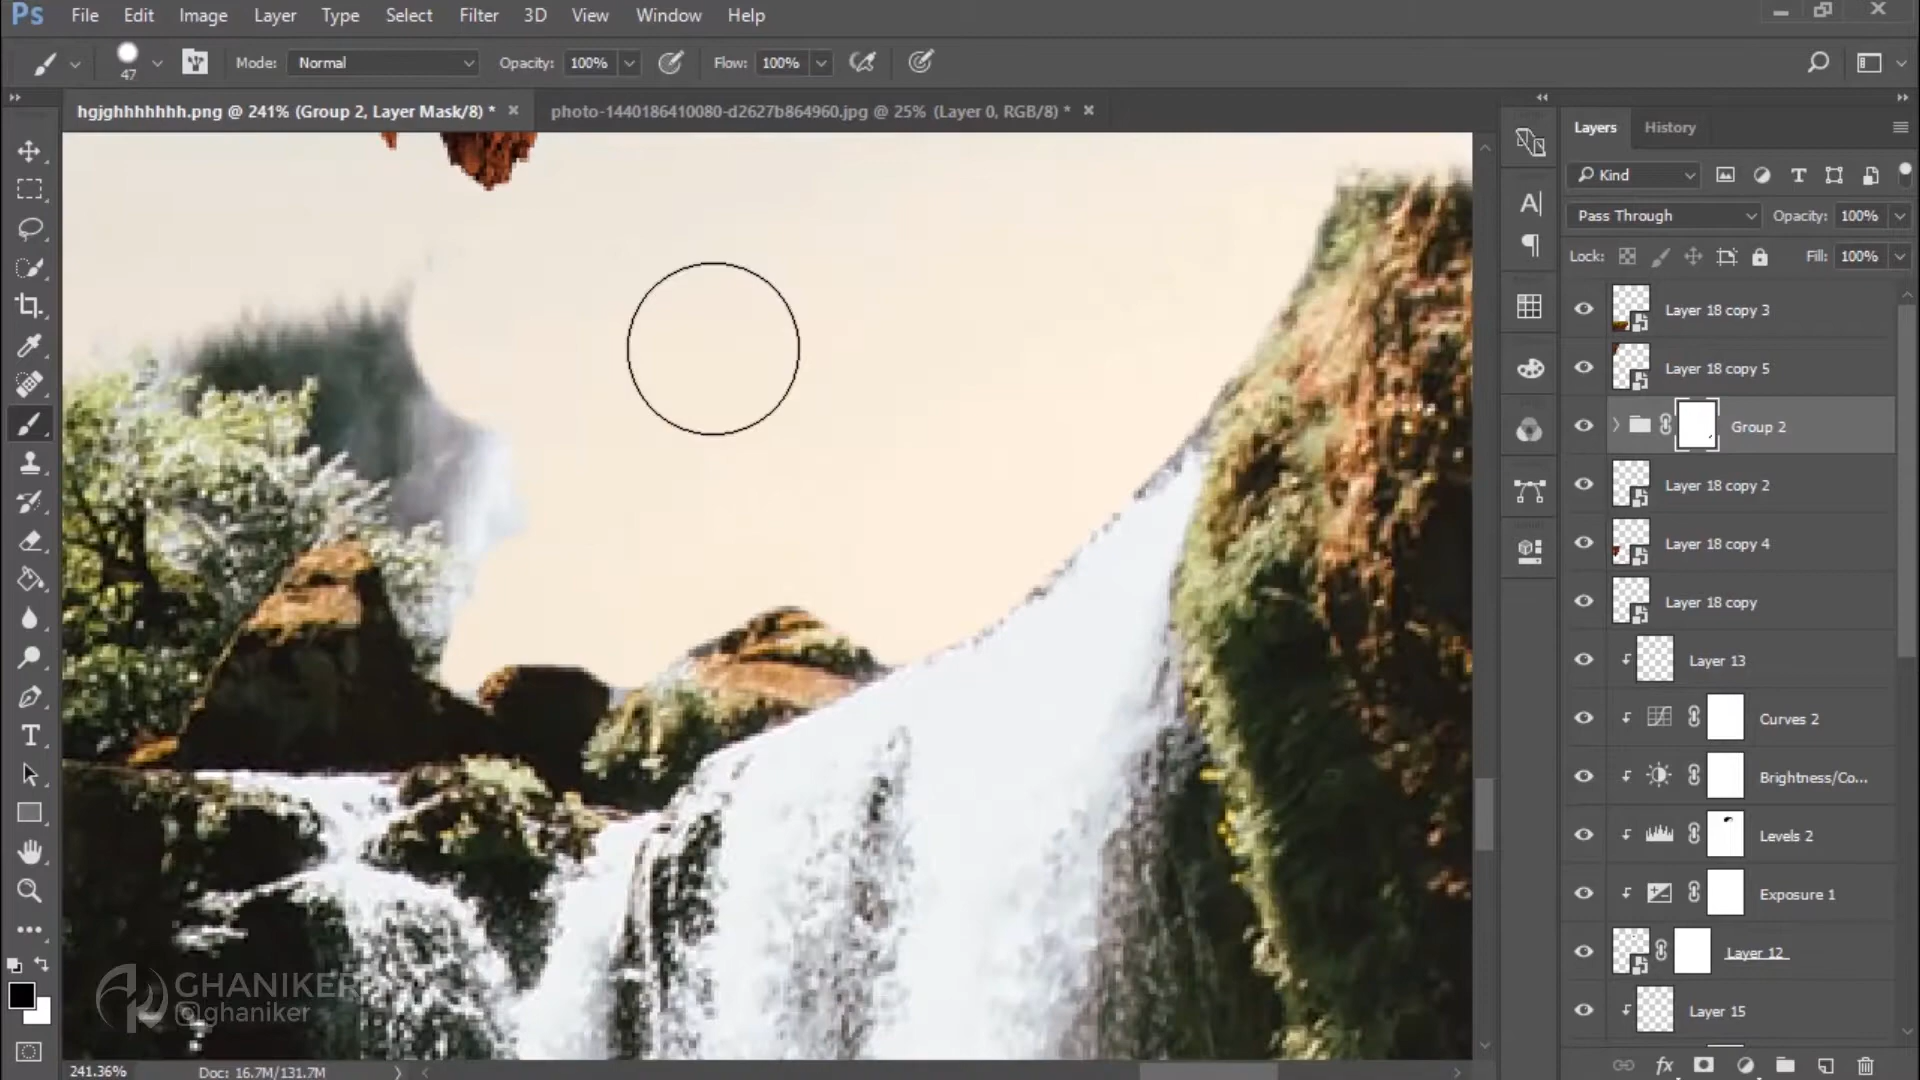 Ps File Edit Image Layer Type Select Filter 3D View Window Help
47 Mode: Normal Opacity: 100% Flow: 100%
hgjghhhhhhh.png @ 241% (Group 2, Layer Mask/8) * photo-1440186410080-d2627b864960.jpg @ 25% (Layer 0, RGB/8) *
Layers History
Kind
Pass Through Opacity: 100%
Lock: Fill: 100%
Layer 18 copy 3
Layer 18 copy 5
Group 2
Layer 18 copy 2
Layer 18 copy 4
Layer 18 copy
Layer 13
Curves 2
Brightness/Co...
Levels 2
Exposure 1
Layer 12
Layer 15
GHANIKER
@ghaniker
241.36% Doc: 16.7M/131.7M